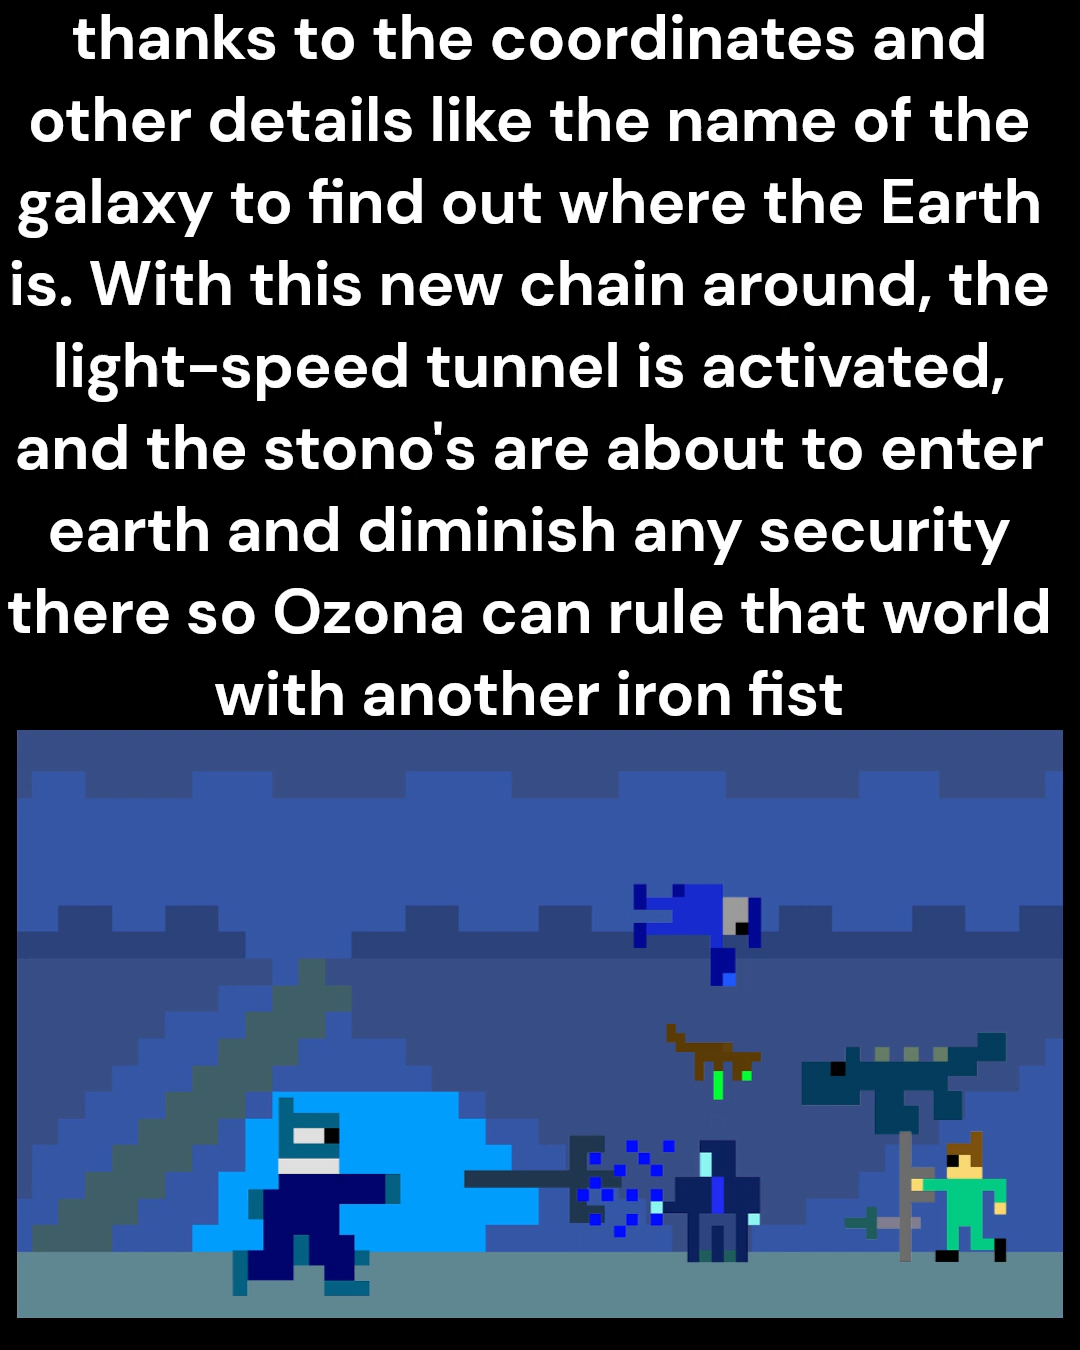 thanks to the coordinates and
other details like the name of the
galaxy to find out where the Earth
is. With this new chain around, the
light-speed tunnel is activated,
and the stono's are about to enter
earth and diminish any security
there so Ozona can rule that world
with another iron fist